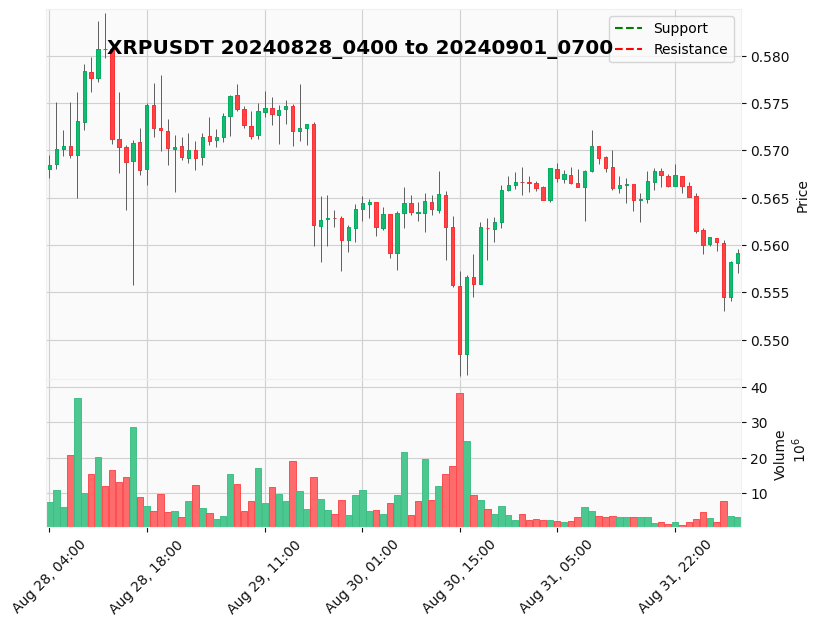 XRPUSDT 20240828_0400 to 20240901_0700
Support
Resistance
0.580
0.575
0.570
0.565
0.560
0.555
0.550
Price
40
30
20
10
Volume
10^6
Aug 28, 04:00
Aug 28, 18:00
Aug 29, 11:00
Aug 30, 01:00
Aug 30, 15:00
Aug 31, 05:00
Aug 31, 22:00